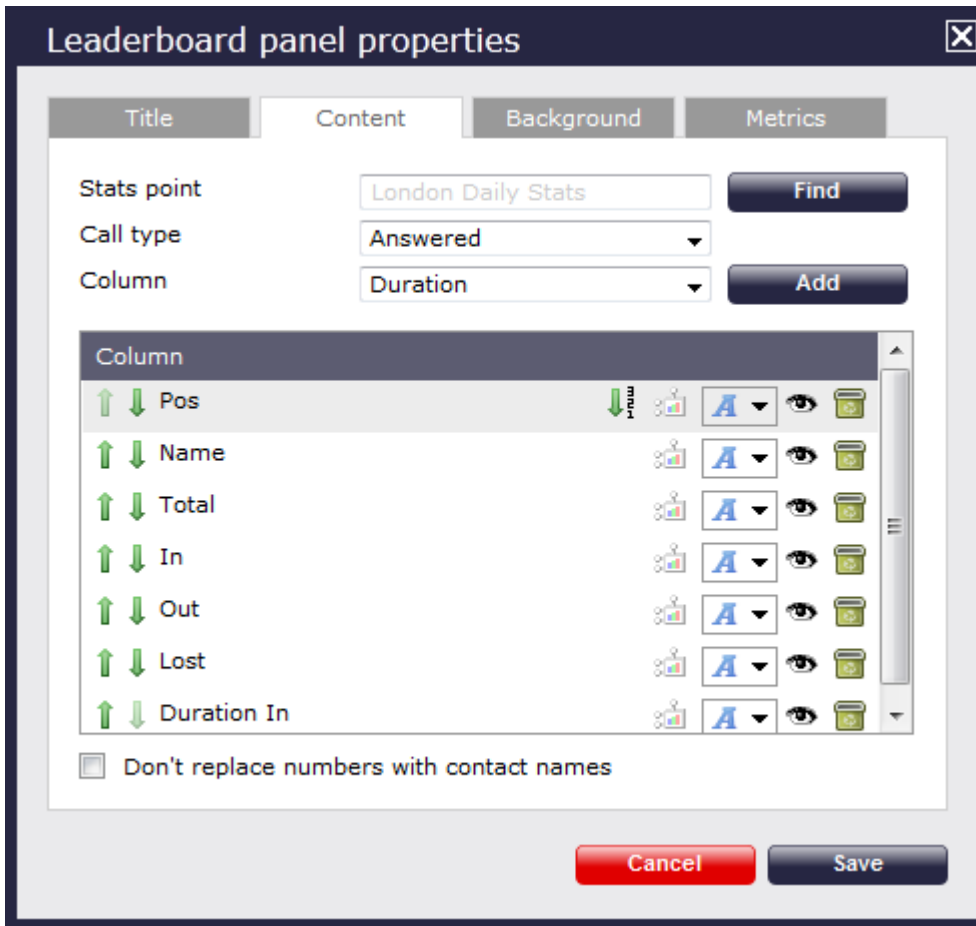 Leaderboard panel properties
Title Content Background Metrics
Stats point London Daily Stats Find
Call type Answered
Column Duration Add
Column
Pos
Name
Total
In
Out
Lost
Duration In
Don't replace numbers with contact names
Cancel Save